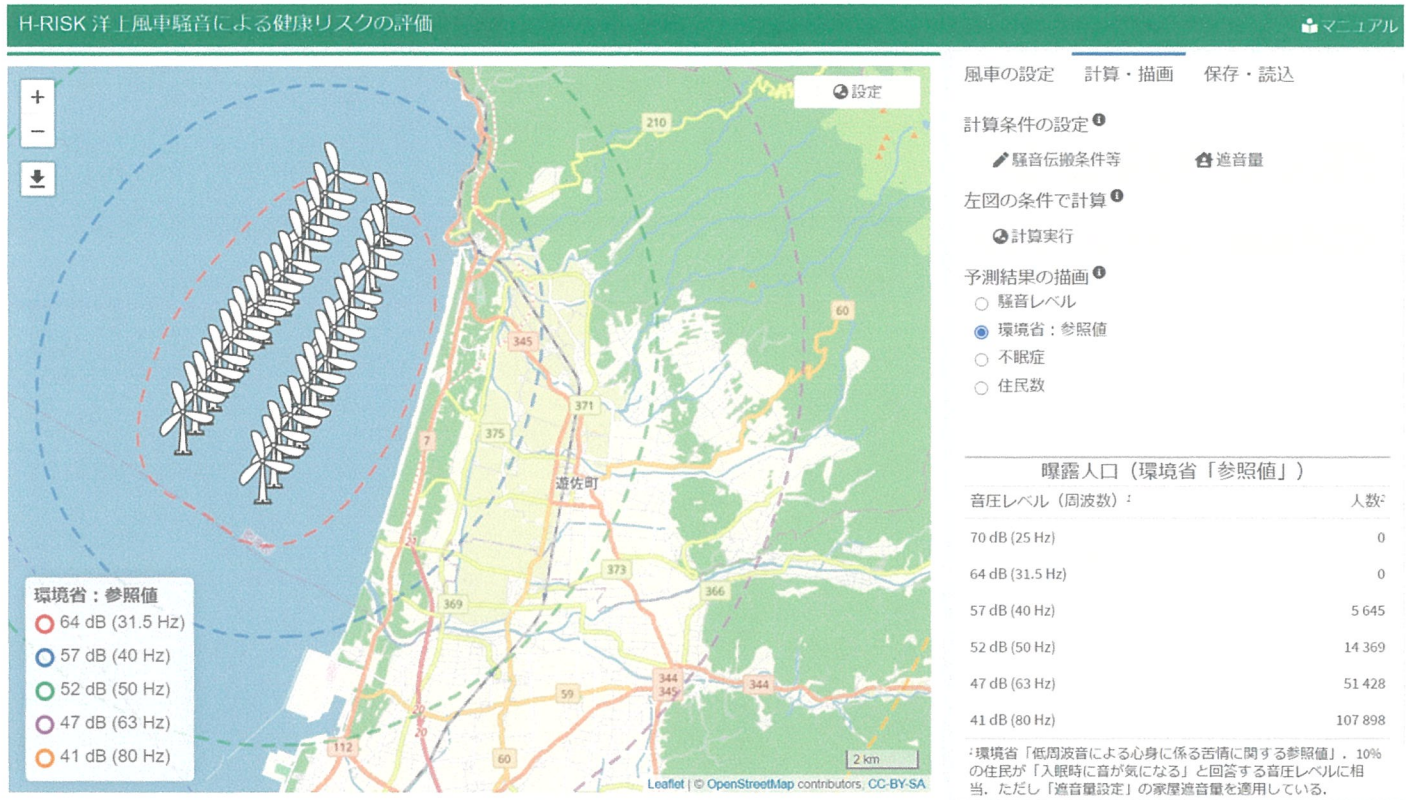 H-RISK 洋上風車騒音による健康リスクの評価
マニュアル
+
−
設定
210
60
345
371
375
7
遊佐町
21
373
366
369
344
345
344
59
20
20
112
60
2 km
Leaflet | © OpenStreetMap contributors, CC-BY-SA
環境省：参照値
64 dB (31.5 Hz)
57 dB (40 Hz)
52 dB (50 Hz)
47 dB (63 Hz)
41 dB (80 Hz)
風車の設定 計算・描画 保存・読込
計算条件の設定
騒音伝搬条件等 遮音量
左図の条件で計算
計算実行
予測結果の描画
騒音レベル
環境省：参照値
不眠症
住民数
曝露人口（環境省「参照値」）
音圧レベル（周波数） 人数
70 dB (25 Hz) 0
64 dB (31.5 Hz) 0
57 dB (40 Hz) 5 645
52 dB (50 Hz) 14 369
47 dB (63 Hz) 51 428
41 dB (80 Hz) 107 898
環境省「低周波音による心身に係る苦情に関する参照値」．10%
の住民が「入眠時に音が気になる」と回答する音圧レベルに相
当．ただし「遮音量設定」の家屋遮音量を適用している．